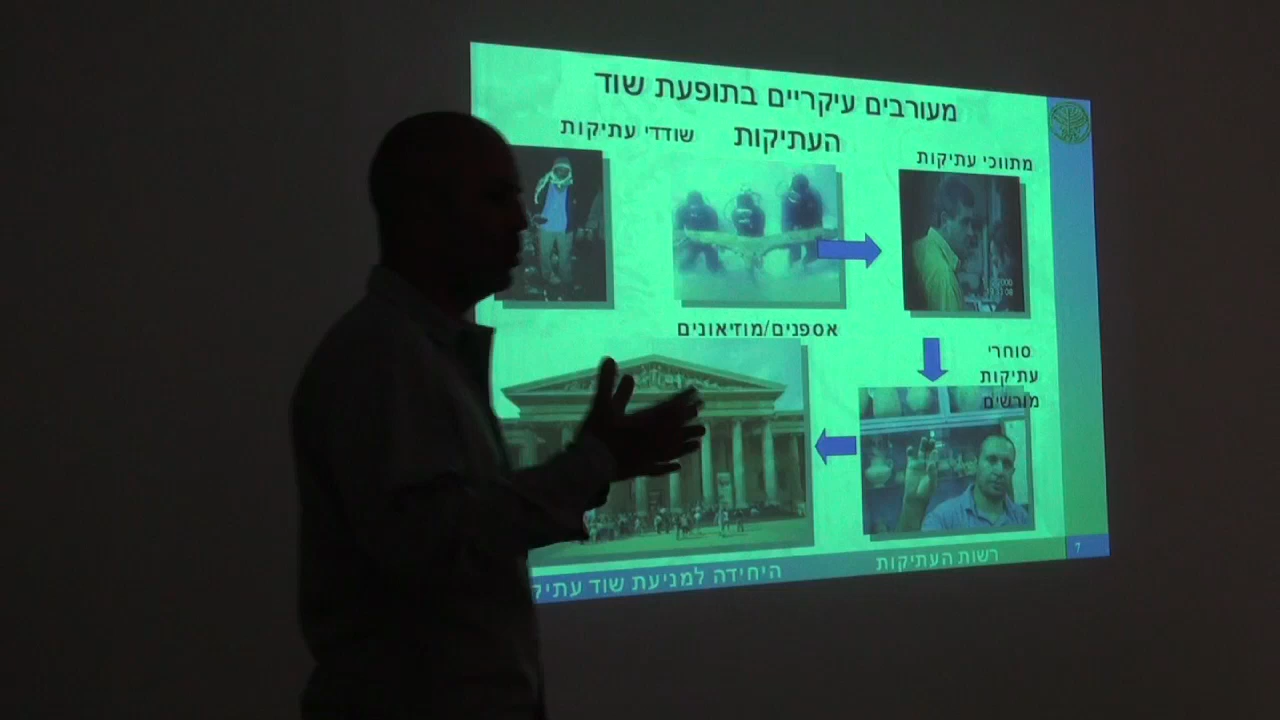 מעורבים עיקריים בתופעת שוד
העתיקות
שודדי עתיקות
מתווכי עתיקות
אספנים/מוזיאונים
סוחרי
עתיקות
מורשים
רשות העתיקות
היחידה למניעת שוד
7